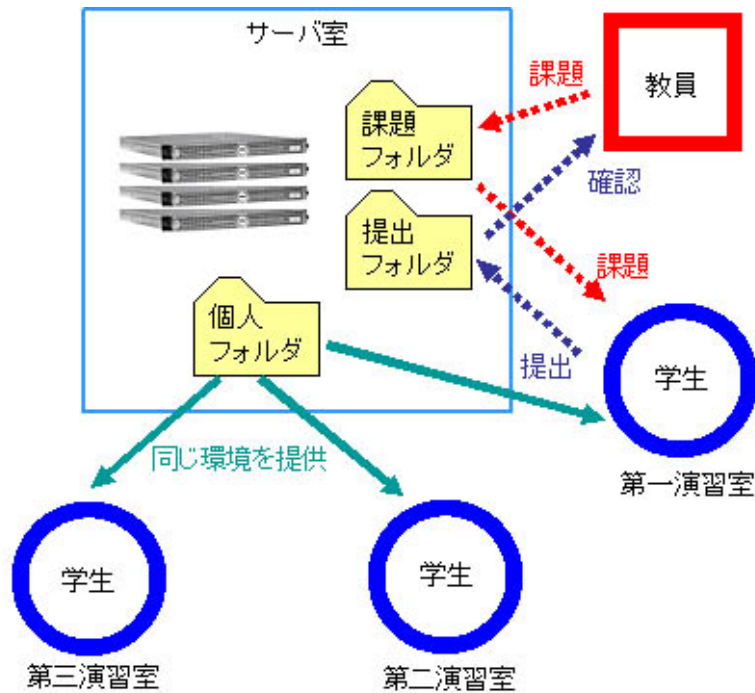 サーバ室
教員
課題
課題
フォルダ
確認
提出
フォルダ
課題
個人
フォルダ
提出
学生
同じ環境を提供
第一演習室
学生
学生
第三演習室
第二演習室